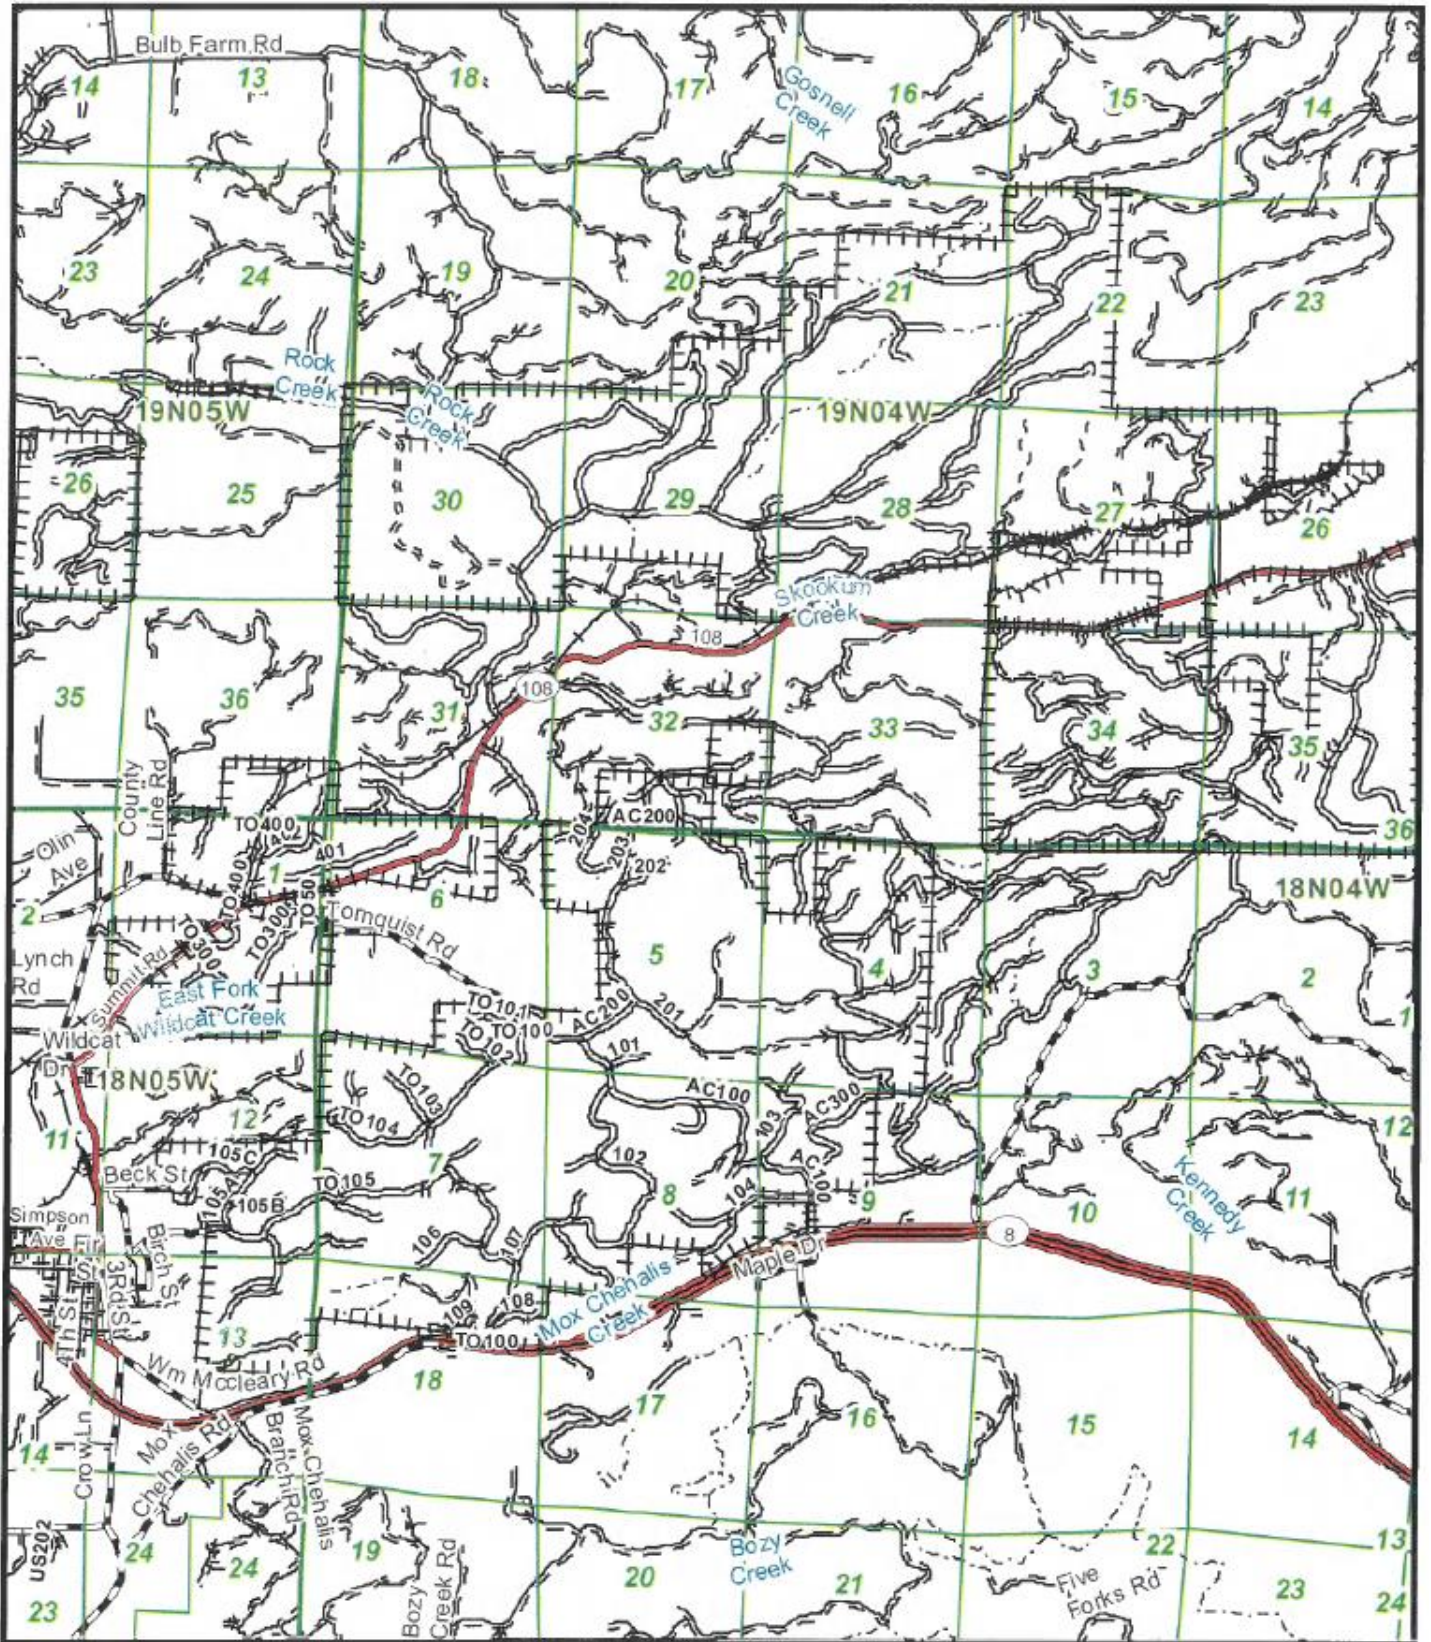 Bulb Farm Rd
14
13
18
17
Gosnell
Creek
16
15
14
23
24
19
20
21
22
23
Rock
Creek
Rock
Creek
19N05W
19N04W
26
25
30
29
28
27
26
Skookum
Creek
108
108
35
36
31
32
33
34
35
36
County
Line Rd
Olin
Ave
TO400
402
401
1
TO400
TO50
6
204
AC200
203
202
18N04W
2
TO300
TO300
Tornquist Rd
Lynch
Rd
Summit Rd
East Fork
Wildcat Creek
5
4
3
2
1
TO101
TO100
TO102
AC200
201
Wildcat
Dr
18N05W
101
TO103
AC100
103
AC300
12
TO104
12
11
105C
7
102
AC100
Beck St
105A
105B
TO105
8
104
9
10
Kennedy
Creek
11
Simpson
Ave
Fir
St
Birch St
3Rd St
4TH St
106
107
8
Maple Dr
Mox Chehalis
Creek
109
108
TO100
13
Wm Mccleary Rd
18
17
16
15
14
14
Crow Ln
Mox
Chehalis Rd
Mox Chehalis
Branch Rd
US202
24
24
19
Bozy
Creek Rd
20
Bozy
Creek
21
22
Five
Forks Rd
23
13
24
23